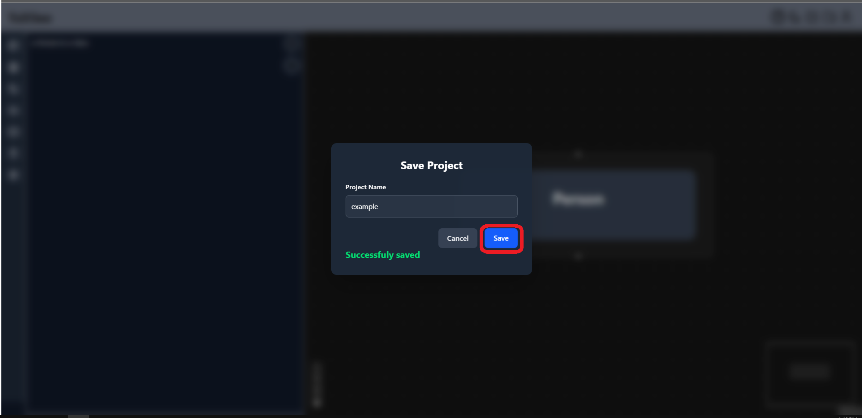 Save Project
Project Name
example
Cancel
Save
Successfuly saved
Person